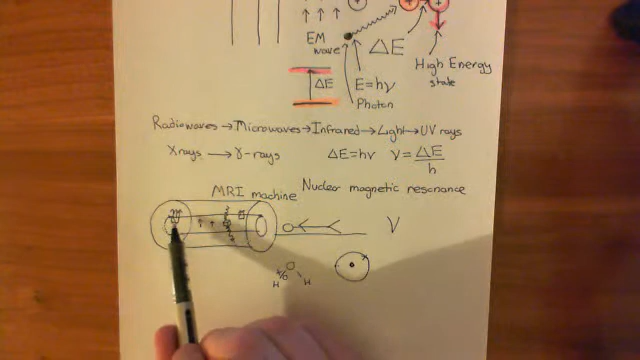 EM
wave
ΔE
High Energy
state
ΔE
E=hν
Photon
Radiowaves→Microwaves→Infrared→Light→UV rays
Xrays → γ-rays ΔE=hν ν=ΔE/h
MRI machine Nuclear magnetic resonance
ν
H H